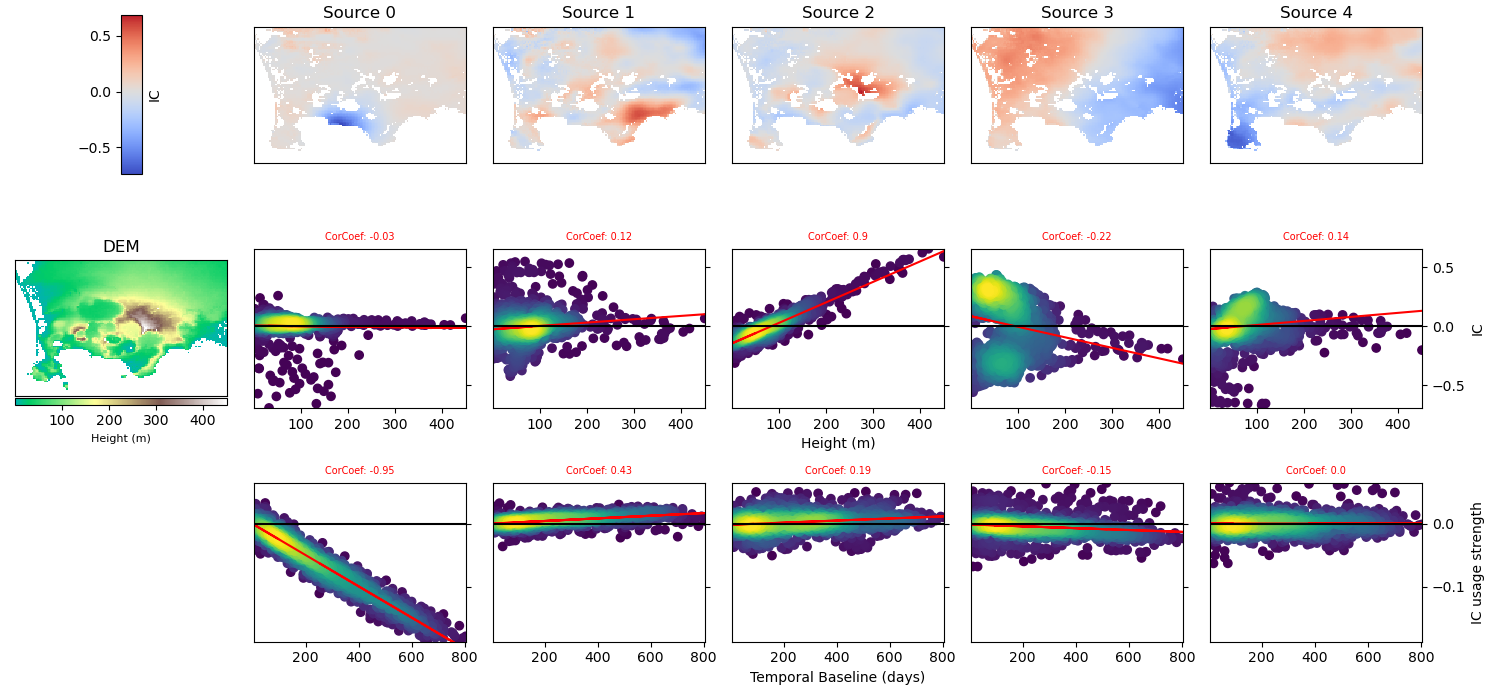 Source 0 Source 1 Source 2 Source 3 Source 4
0.5
0.0
−0.5
IC
DEM
100 200 300 400
Height (m)
CorCoef: -0.03 CorCoef: 0.12 CorCoef: 0.9 CorCoef: -0.22 CorCoef: 0.14
0.5
0.0
−0.5
IC
100 200 300 400 100 200 300 400 100 200 300 400 100 200 300 400 100 200 300 400
Height (m)
CorCoef: -0.95 CorCoef: 0.43 CorCoef: 0.19 CorCoef: -0.15 CorCoef: 0.0
0.0
−0.1
IC usage strength
200 400 600 800 200 400 600 800 200 400 600 800 200 400 600 800 200 400 600 800
Temporal Baseline (days)